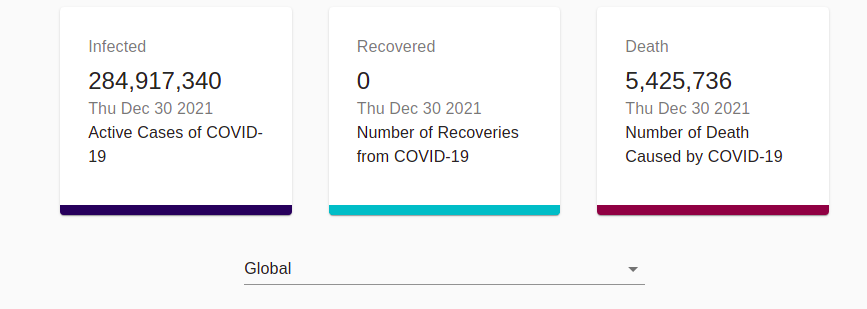 Infected
284,917,340
Thu Dec 30 2021
Active Cases of COVID-
19
Recovered
0
Thu Dec 30 2021
Number of Recoveries
from COVID-19
Death
5,425,736
Thu Dec 30 2021
Number of Death
Caused by COVID-19
Global